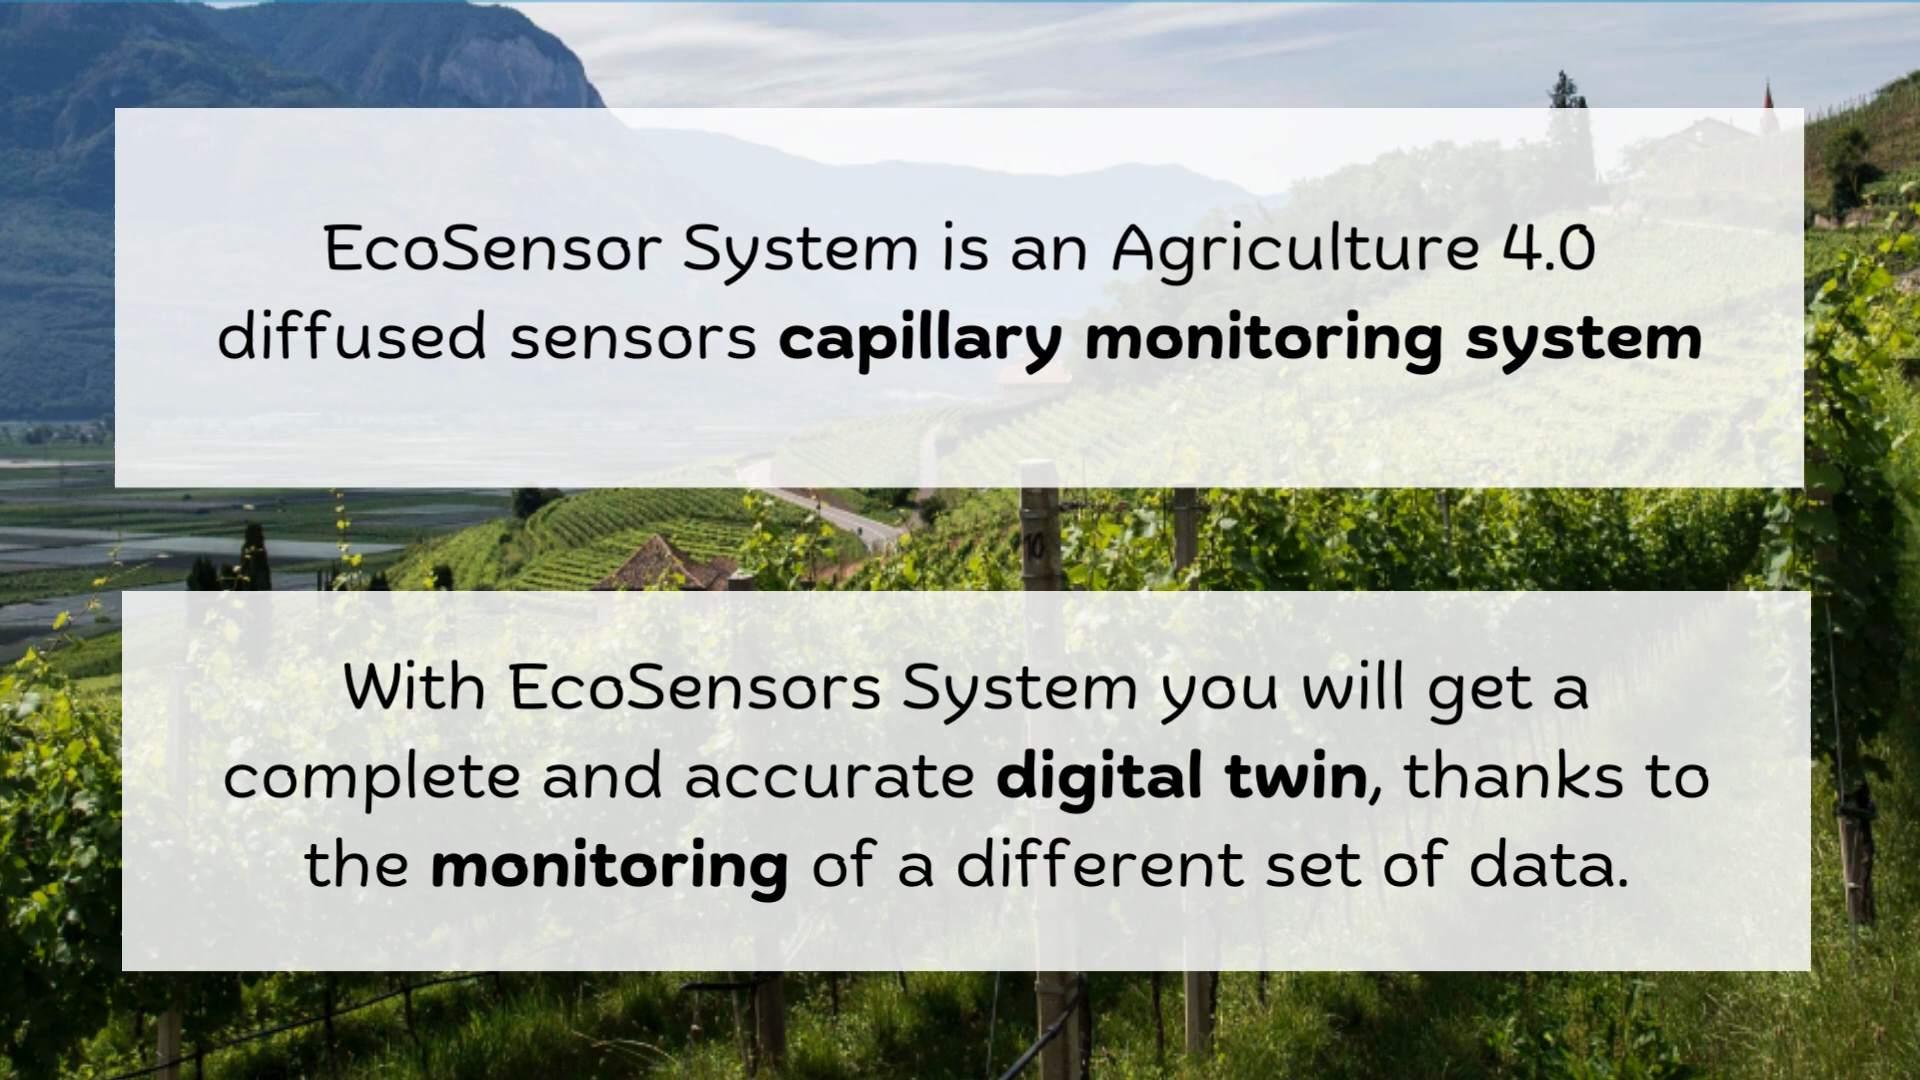 EcoSensor System is an Agriculture 4.0
diffused sensors capillary monitoring system
10
With EcoSensors System you will get a
complete and accurate digital twin, thanks to
the monitoring of a different set of data.